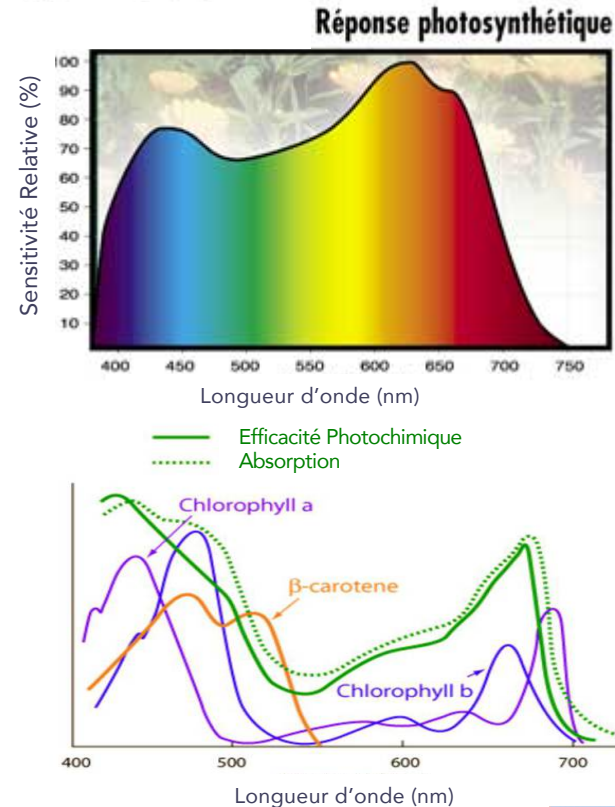 Réponse photosynthétique
Sensitivité Relative (%)
100
90
80
70
60
50
40
30
20
10
400 450 500 550 600 650 700 750
Longueur d'onde (nm)
Efficacité Photochimique
Absorption
Chlorophyll a
β-carotene
Chlorophyll b
400 500 600 700
Longueur d'onde (nm)